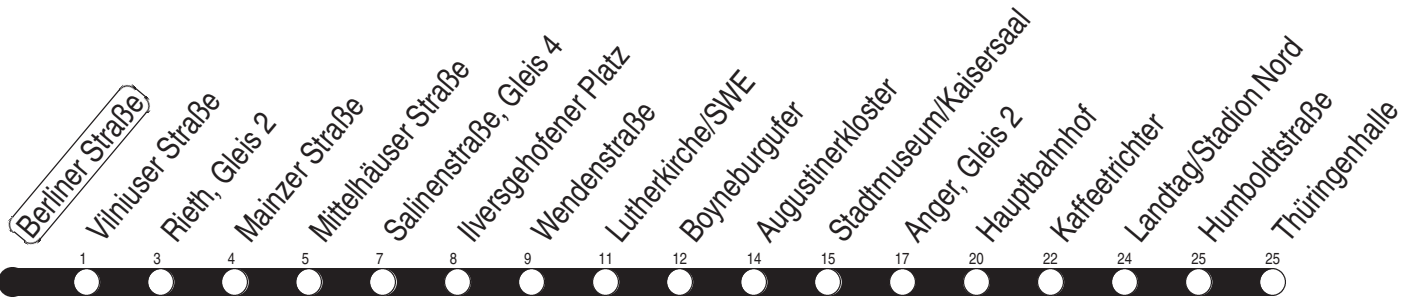 Berliner Straße
Vilniuser Straße
Rieth, Gleis 2
Mainzer Straße
Mittelhäuser Straße
Salinenstraße, Gleis 4
Ilversgehofener Platz
Wendenstraße
Lutherkirche/SWE
Boyneburgufer
Augustinerkloster
Stadtmuseum/Kaisersaal
Anger, Gleis 2
Hauptbahnhof
Kaffeetrichter
Landtag/Stadion Nord
Humboldtstraße
Thüringenhalle
1 3 4 5 7 8 9 11 12 14 15 17 20 22 24 25 25